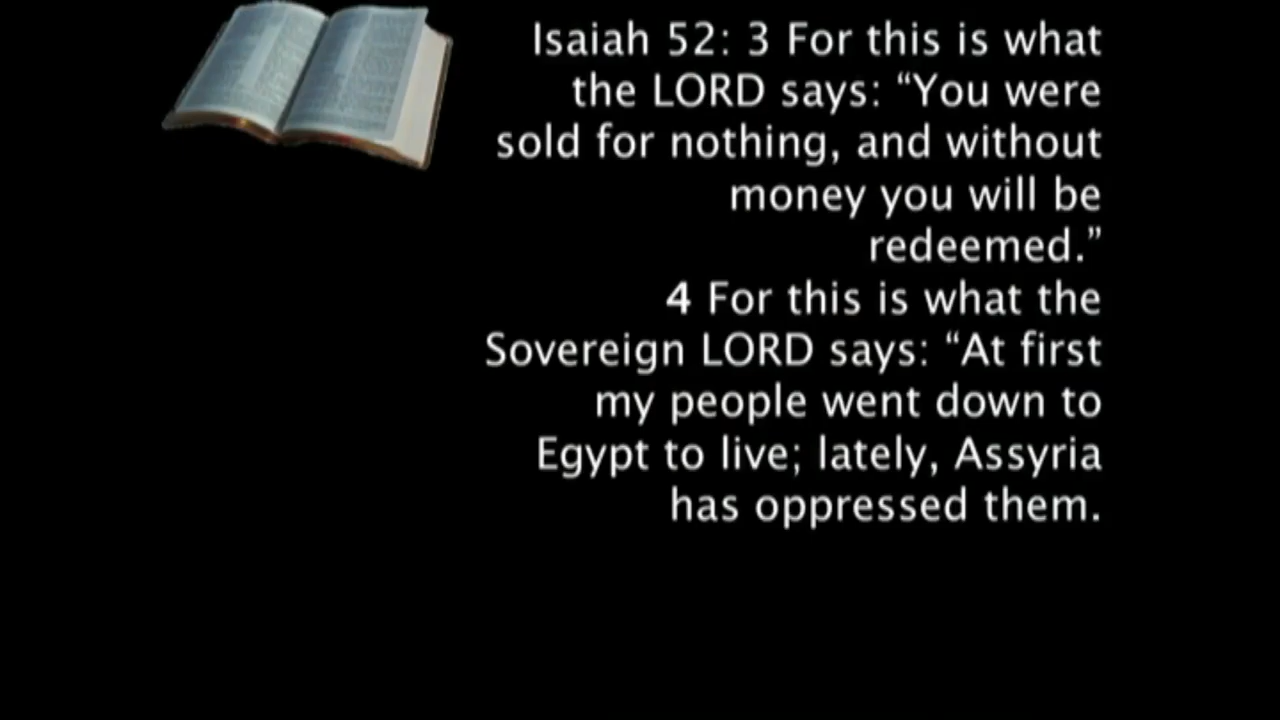 Isaiah 52: 3 For this is what
the LORD says: “You were
sold for nothing, and without
money you will be
redeemed.”
4 For this is what the
Sovereign LORD says: “At first
my people went down to
Egypt to live; lately, Assyria
has oppressed them.